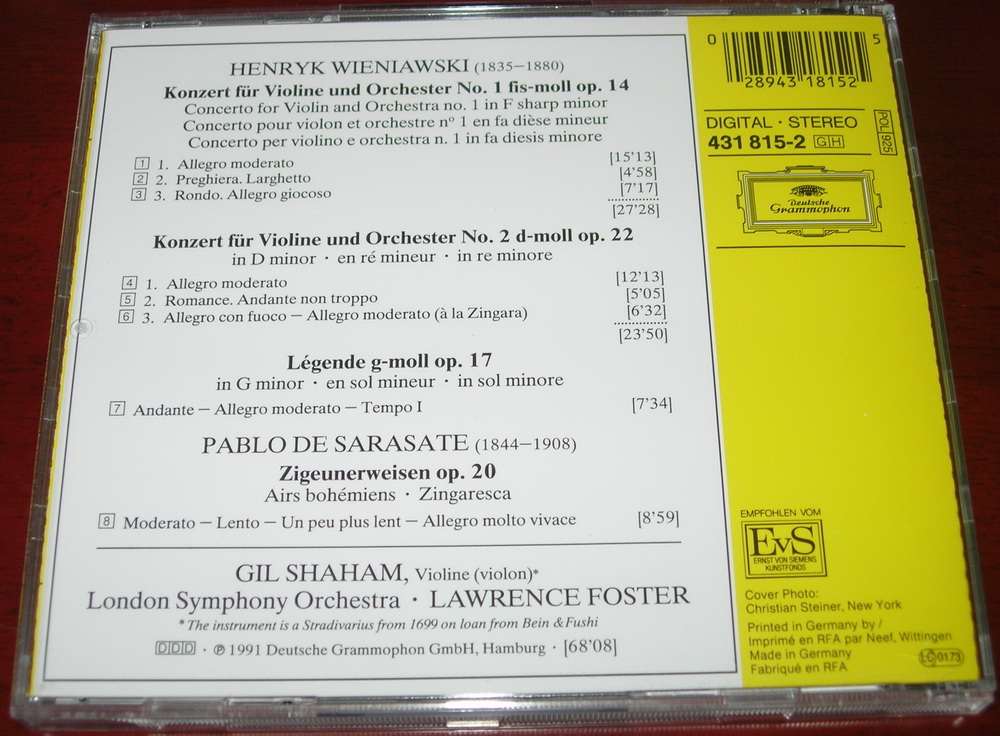 HENRYK WIENIAWSKI (1835–1880)
Konzert für Violine und Orchester No. 1 fis-moll op. 14
Concerto for Violin and Orchestra no. 1 in F sharp minor
Concerto pour violon et orchestre nº 1 en fa dièse mineur
Concerto per violino e orchestra n. 1 in fa diesis minore
1 1. Allegro moderato [15'13]
2 2. Preghiera. Larghetto [4'58]
3 3. Rondo. Allegro giocoso [7'17]
[27'28]
Konzert für Violine und Orchester No. 2 d-moll op. 22
in D minor · en ré mineur · in re minore
4 1. Allegro moderato [12'13]
5 2. Romance. Andante non troppo [5'05]
6 3. Allegro con fuoco – Allegro moderato (à la Zingara) [6'32]
[23'50]
Légende g-moll op. 17
in G minor · en sol mineur · in sol minore
7 Andante – Allegro moderato – Tempo I [7'34]
PABLO DE SARASATE (1844–1908)
Zigeunerweisen op. 20
Airs bohémiens · Zingaresca
8 Moderato – Lento – Un peu plus lent – Allegro molto vivace [8'59]
GIL SHAHAM, Violine (violon)*
London Symphony Orchestra · LAWRENCE FOSTER
* The instrument is a Stradivarius from 1699 on loan from Bein & Fushi
DDD · ℗ 1991 Deutsche Grammophon GmbH, Hamburg · [68'08]
0 28943 18152 5
DIGITAL · STEREO
431 815-2 GH
POL 925
Deutsche
Grammophon
EMPFOHLEN VOM
EvS
ERNST VON SIEMENS
KUNSTFONDS
Cover Photo:
Christian Steiner, New York
Printed in Germany by /
Imprimé en RFA par Neef, Wittingen
Made in Germany
Fabriqué en RFA
LC 0173